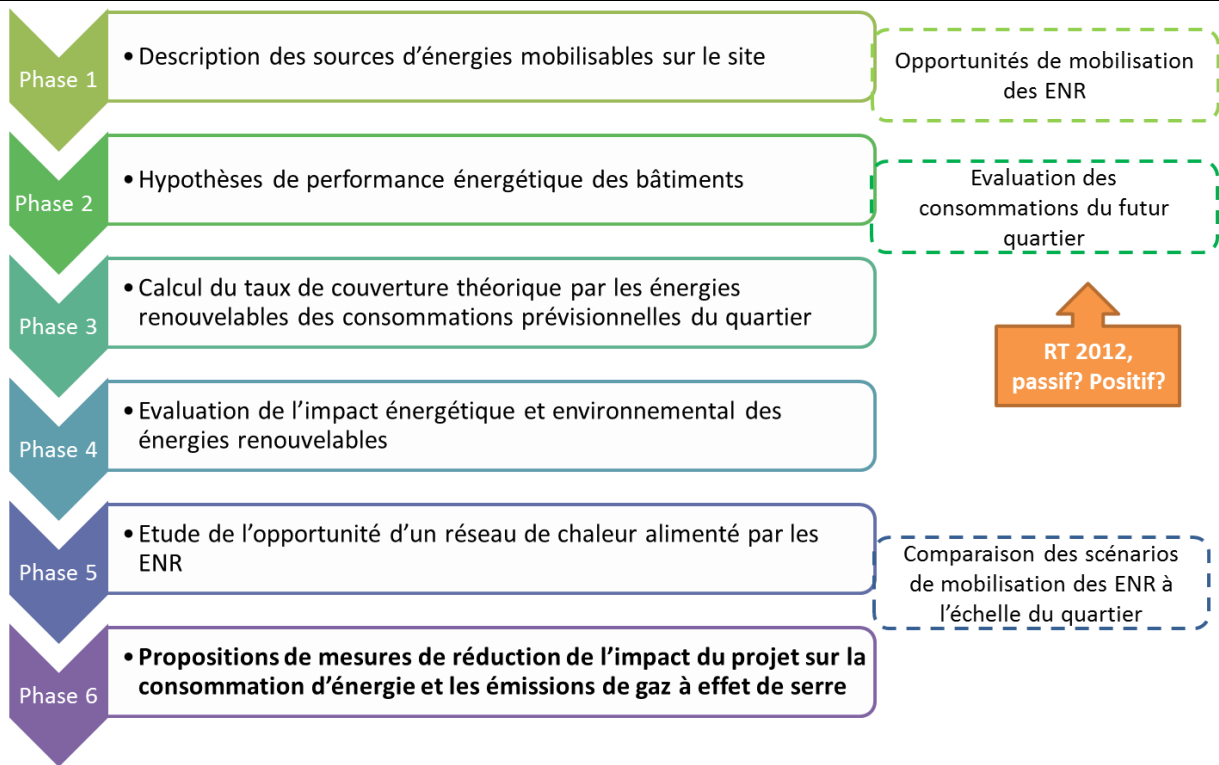 Phase 1
• Description des sources d'énergies mobilisables sur le site
Opportunités de mobilisation
des ENR
Phase 2
• Hypothèses de performance énergétique des bâtiments
Evaluation des
consommations du futur
quartier
Phase 3
• Calcul du taux de couverture théorique par les énergies
renouvelables des consommations prévisionnelles du quartier
RT 2012,
passif? Positif?
Phase 4
• Evaluation de l'impact énergétique et environnemental des
énergies renouvelables
Phase 5
• Etude de l'opportunité d'un réseau de chaleur alimenté par les
ENR
Comparaison des scénarios
de mobilisation des ENR à
l'échelle du quartier
Phase 6
• Propositions de mesures de réduction de l'impact du projet sur la
consommation d'énergie et les émissions de gaz à effet de serre